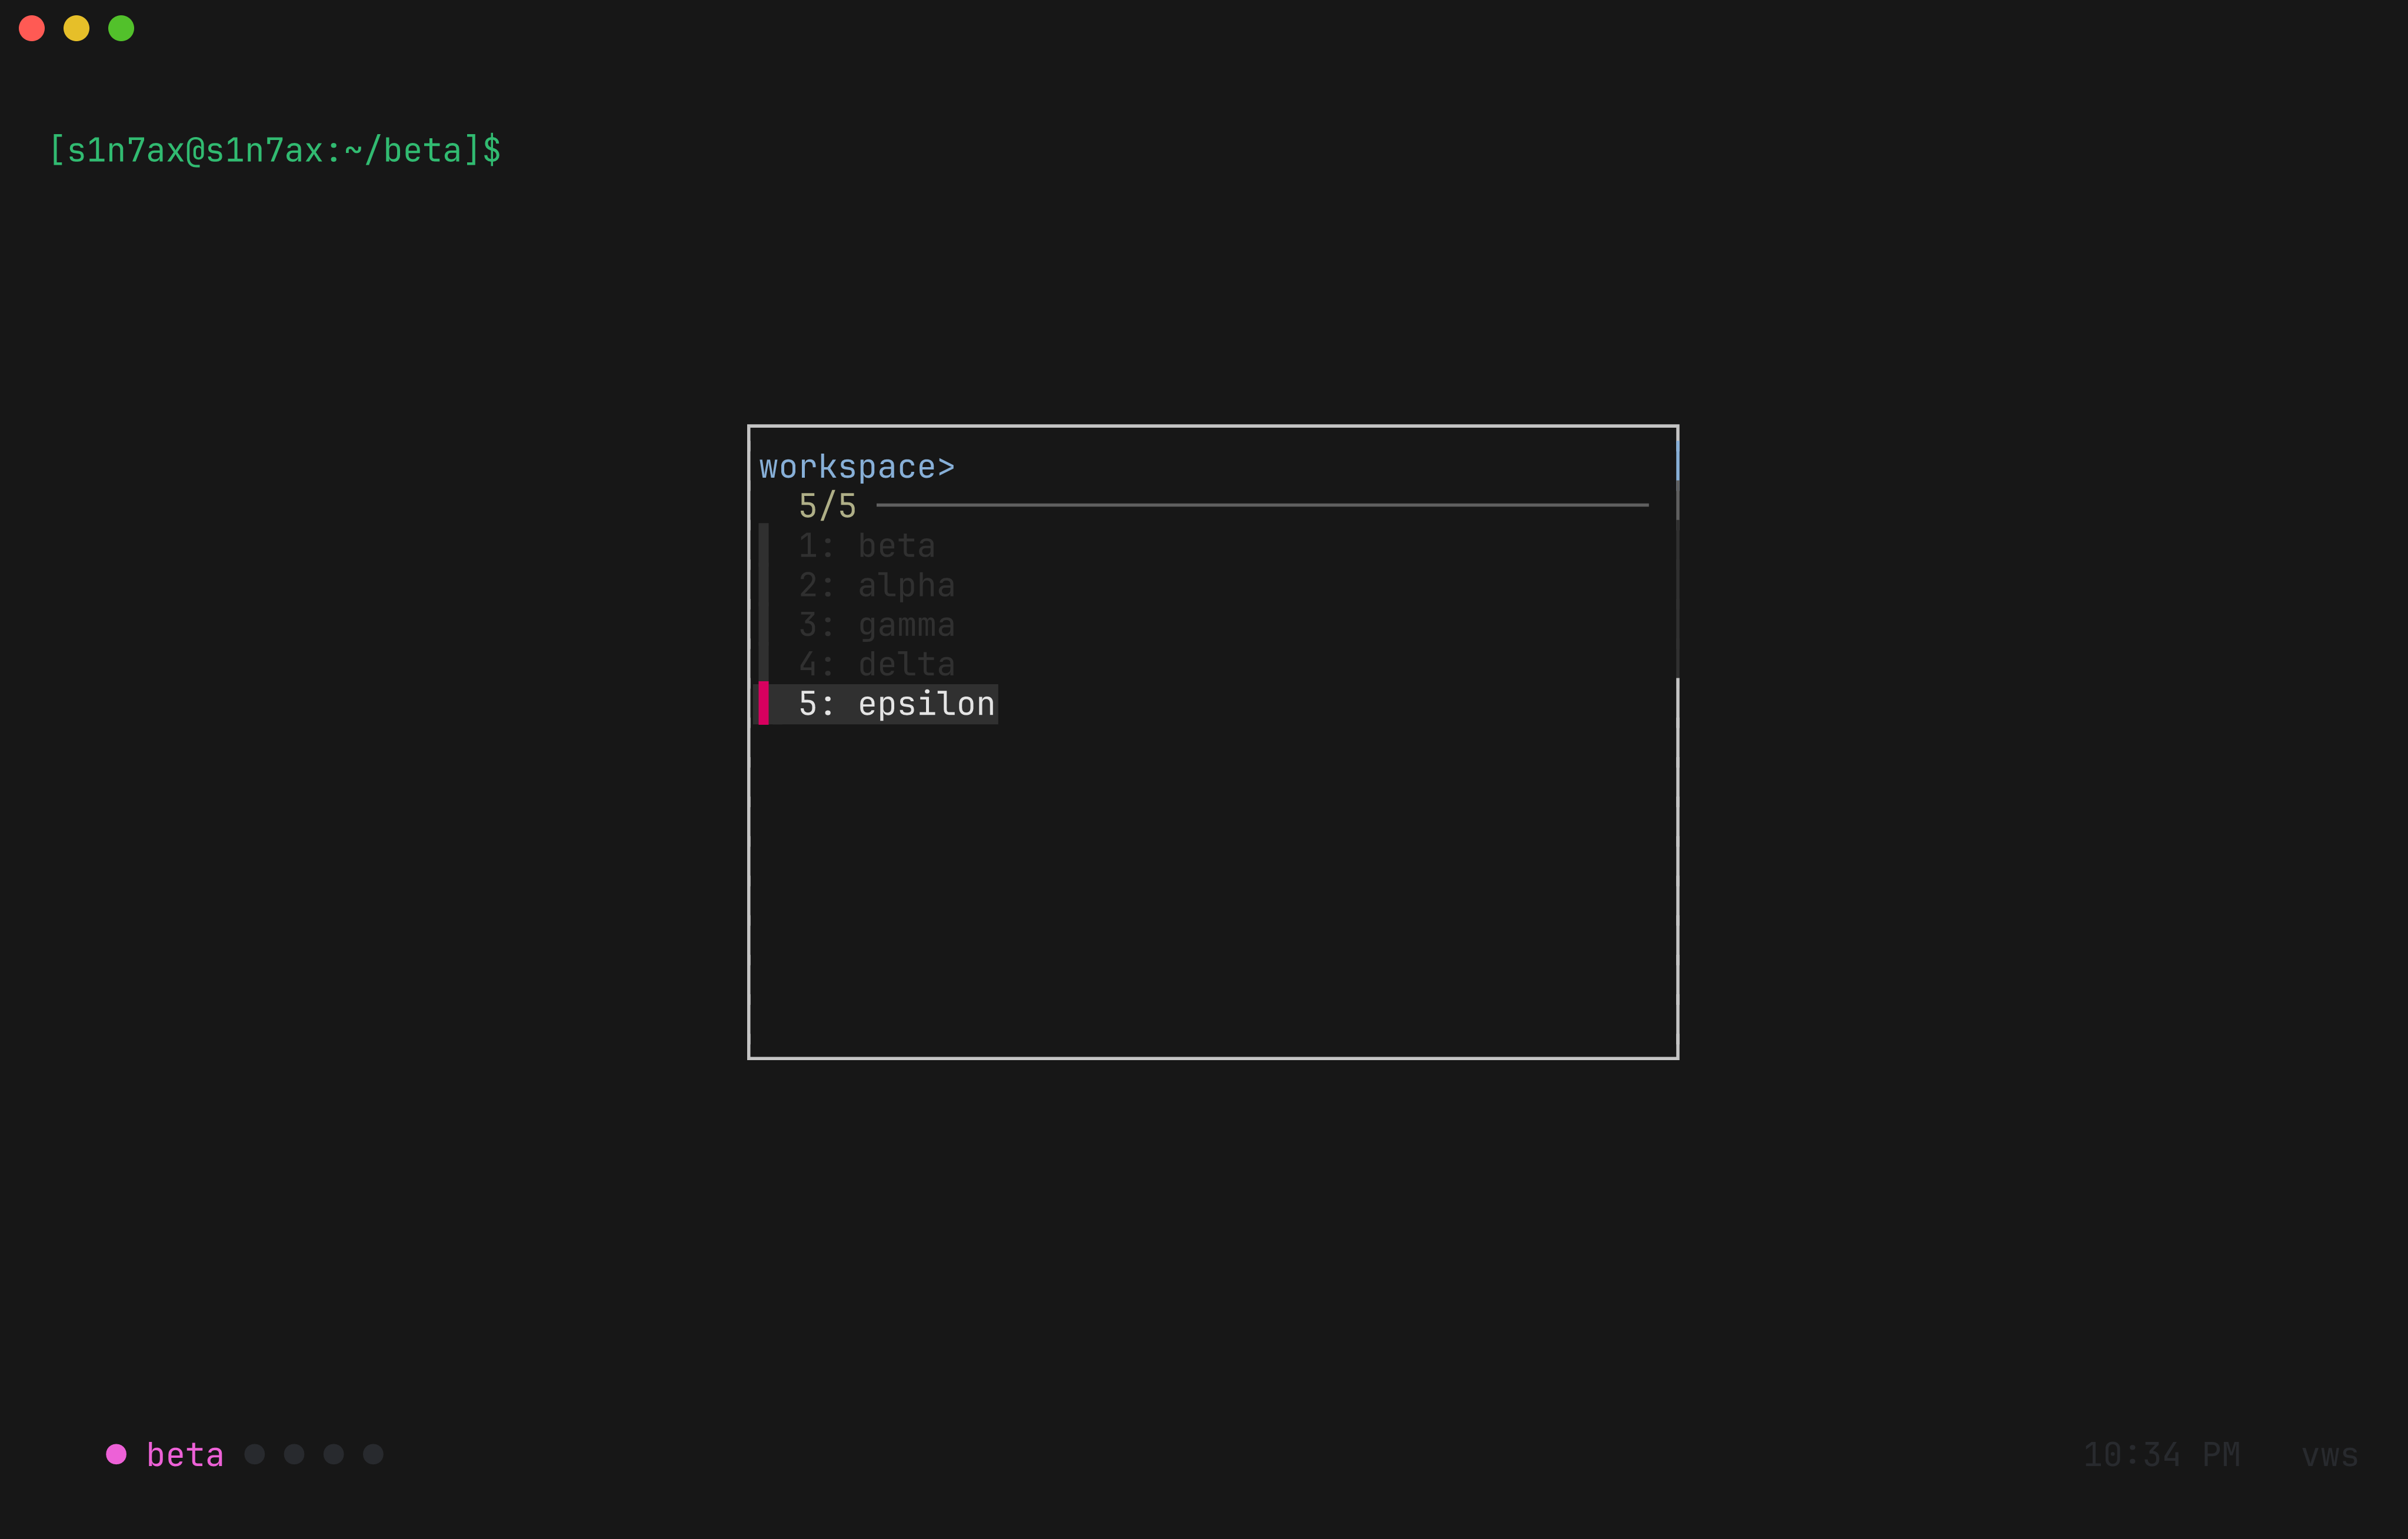 [s1n7ax@s1n7ax:~/beta]$
workspace>
5/5
1: beta
2: alpha
3: gamma
4: delta
5: epsilon
beta
10:34 PM vws